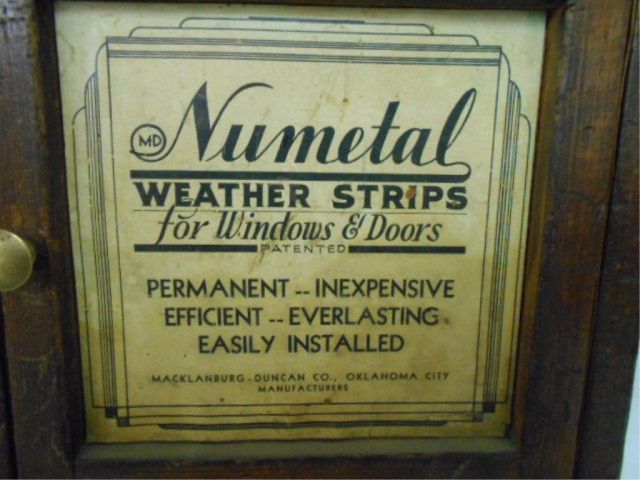 MD Numetal
WEATHER STRIPS
for Windows & Doors
PATENTED
PERMANENT -- INEXPENSIVE
EFFICIENT -- EVERLASTING
EASILY INSTALLED
MACKLANBURG - DUNCAN CO., OKLAHOMA CITY
MANUFACTURERS